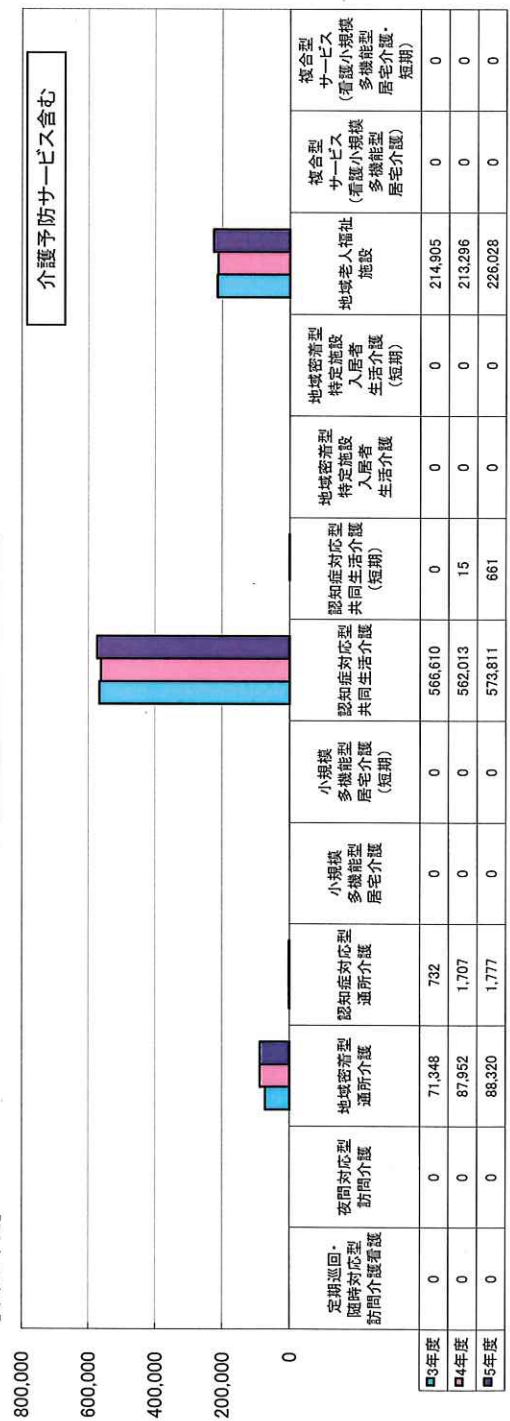 介護予防サービス含む
800,000
600,000
400,000
200,000
0
定期巡回・
随時対応型
訪問介護看護
夜間対応型
訪問介護
地域密着型
通所介護
認知症対応型
通所介護
小規模
多機能型
居宅介護
小規模
多機能型
居宅介護
(短期)
認知症対応型
共同生活介護
認知症対応型
共同生活介護
(短期)
地域密着型
特定施設
入居者
生活介護
地域密着型
特定施設
入居者
生活介護
(短期)
地域老人福祉
施設
複合型
サービス
(看護小規模
多機能型
居宅介護)
複合型
サービス
(看護小規模
多機能型
居宅介護・
短期)
3年度 0 0 71,348 732 0 0 566,610 0 0 0 214,905 0 0
4年度 0 0 87,952 1,707 0 0 562,013 15 0 0 213,296 0 0
5年度 0 0 88,320 1,777 0 0 573,811 661 0 0 226,028 0 0